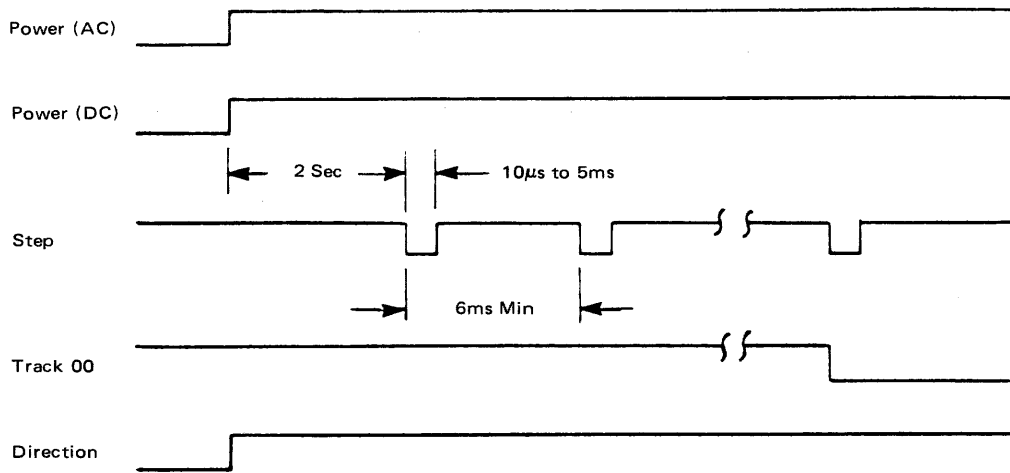 Power (AC)
Power (DC)
2 Sec
10µs to 5ms
Step
6ms Min
Track 00
Direction